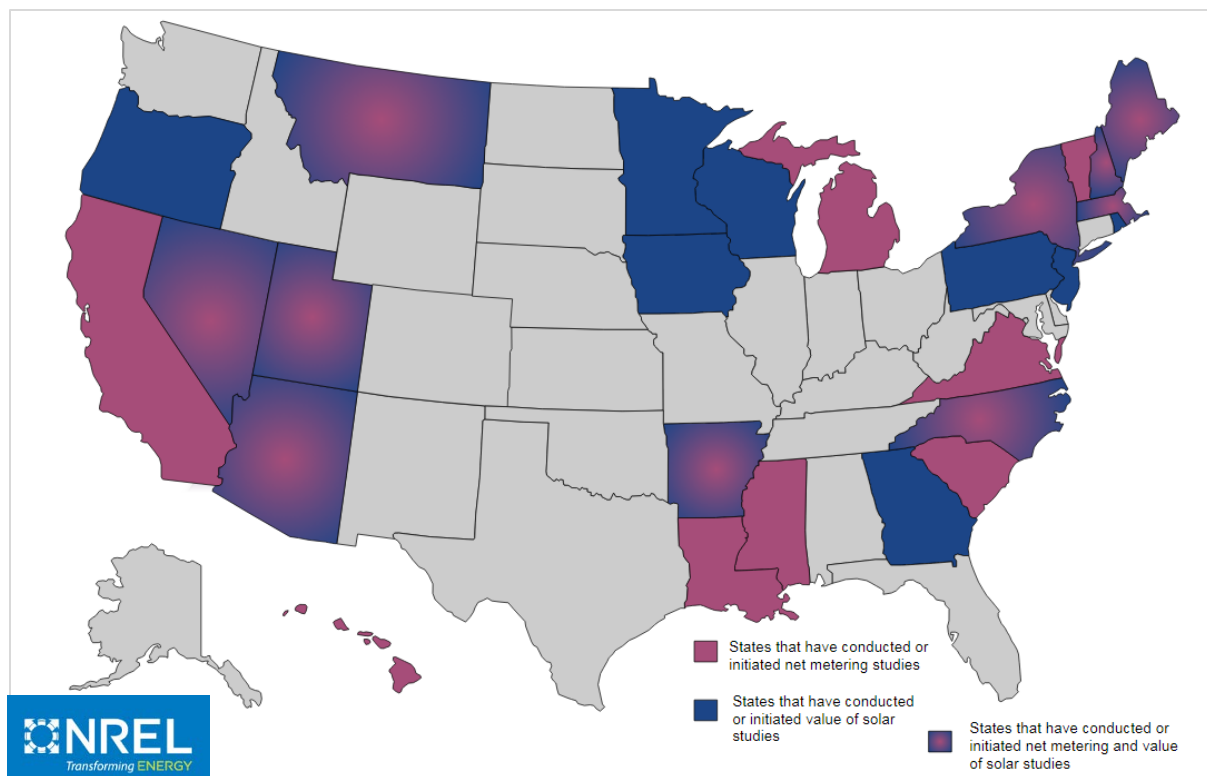 States that have conducted or
initiated net metering studies
States that have conducted
or initiated value of solar
studies
States that have conducted or
initiated net metering and value
of solar studies
NREL
Transforming ENERGY